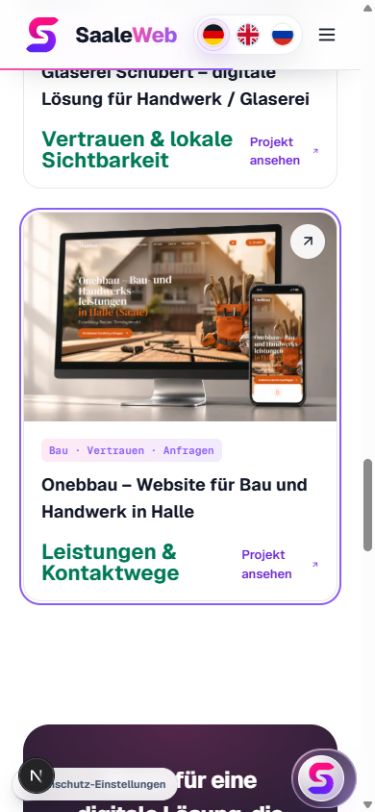 SaaleWeb
Glaserei Schubert – digitale
Lösung für Handwerk / Glaserei
Vertrauen & lokale
Sichtbarkeit
Projekt
ansehen
Onebbau - Bau- und
Handwerks-
leistungen
in Halle (Saale)
Bau · Vertrauen · Anfragen
Onebbau – Website für Bau und
Handwerk in Halle
Leistungen &
Kontaktwege
Projekt
ansehen
für eine
digitale Lösung, die
N
nschutz-Einstellungen